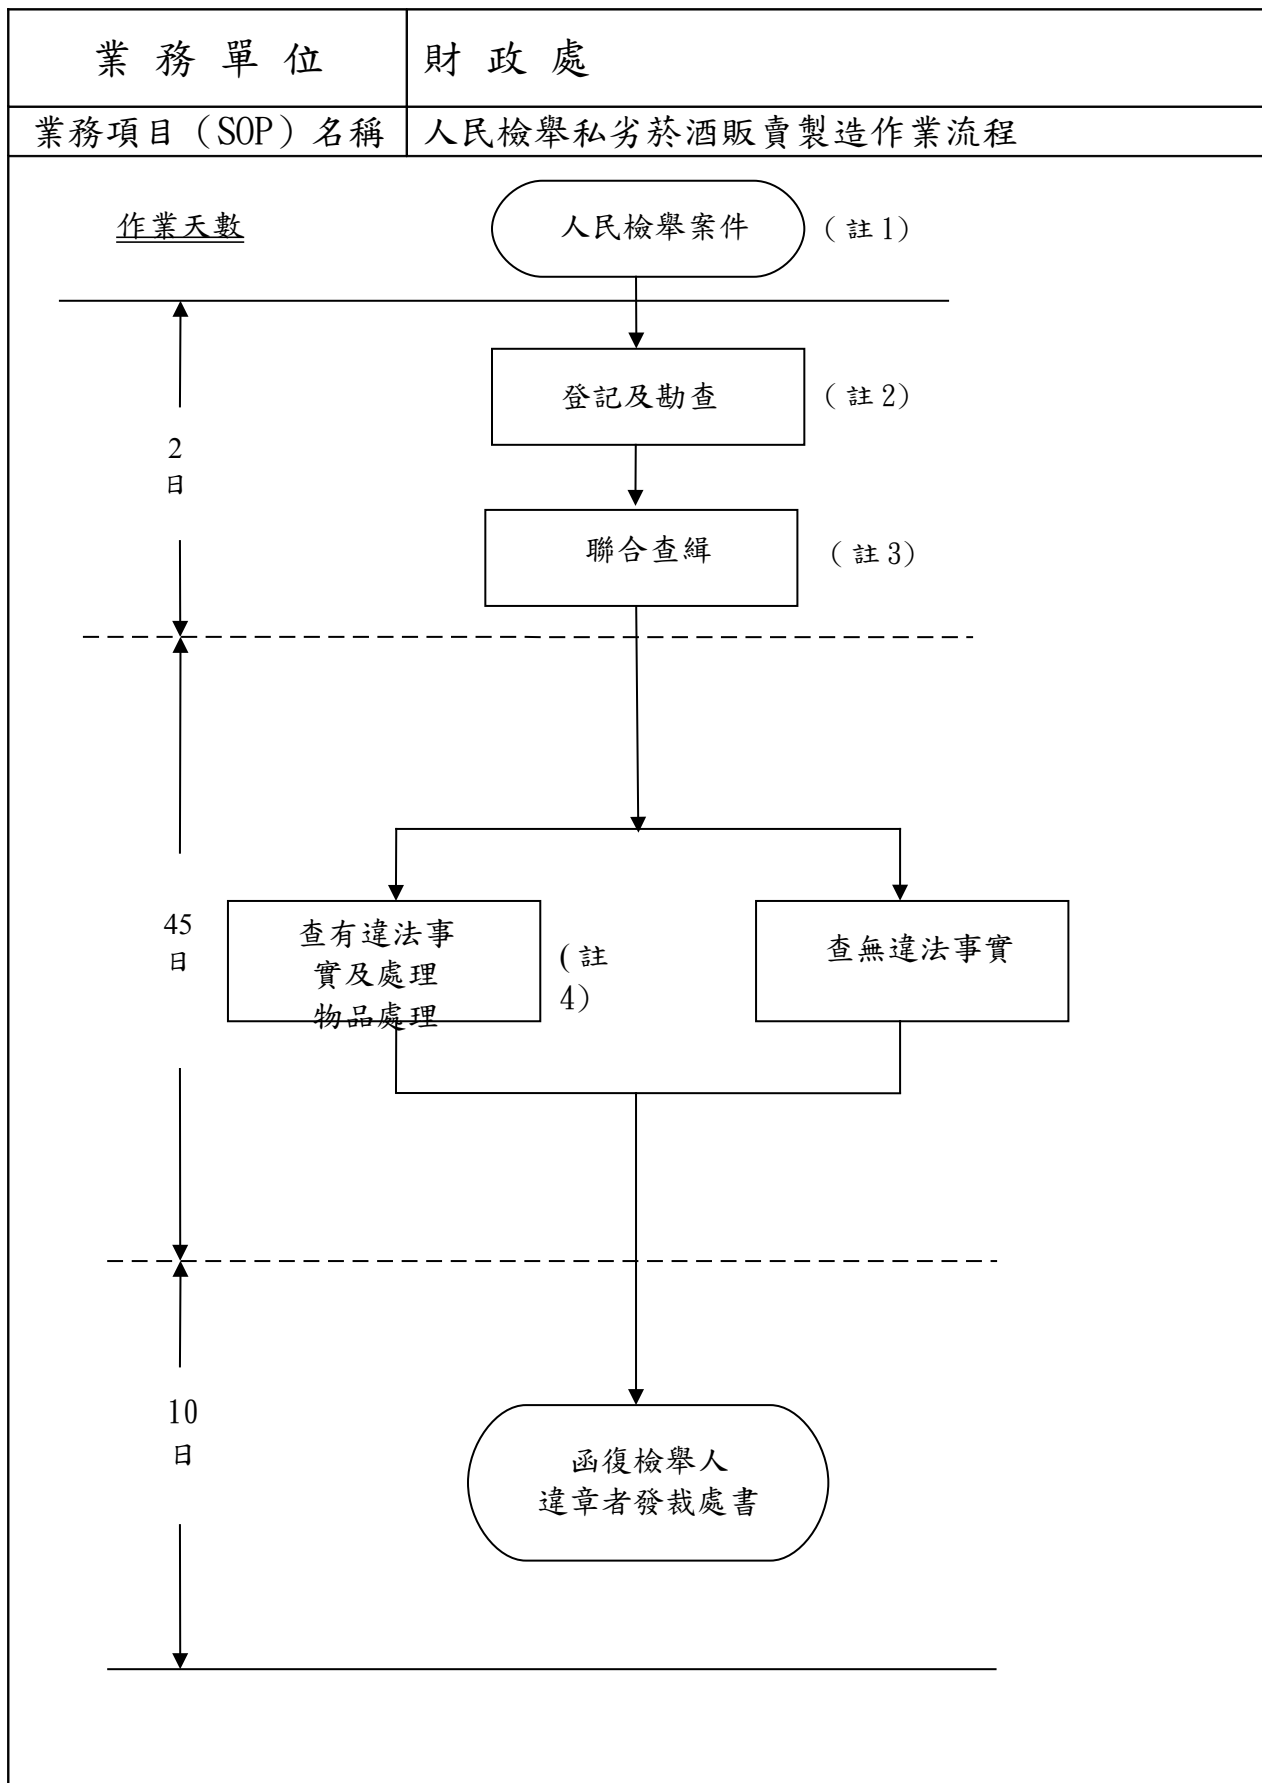 業務單位
財政處
業務項目（SOP）名稱
人民檢舉私劣菸酒販賣製造作業流程
作業天數
人民檢舉案件
（註1）
登記及勘查
（註2）
2
日
聯合查緝
（註3）
45
日
查有違法事
實及處理
物品處理
(註
4）
查無違法事實
10
日
函復檢舉人
違章者發裁處書